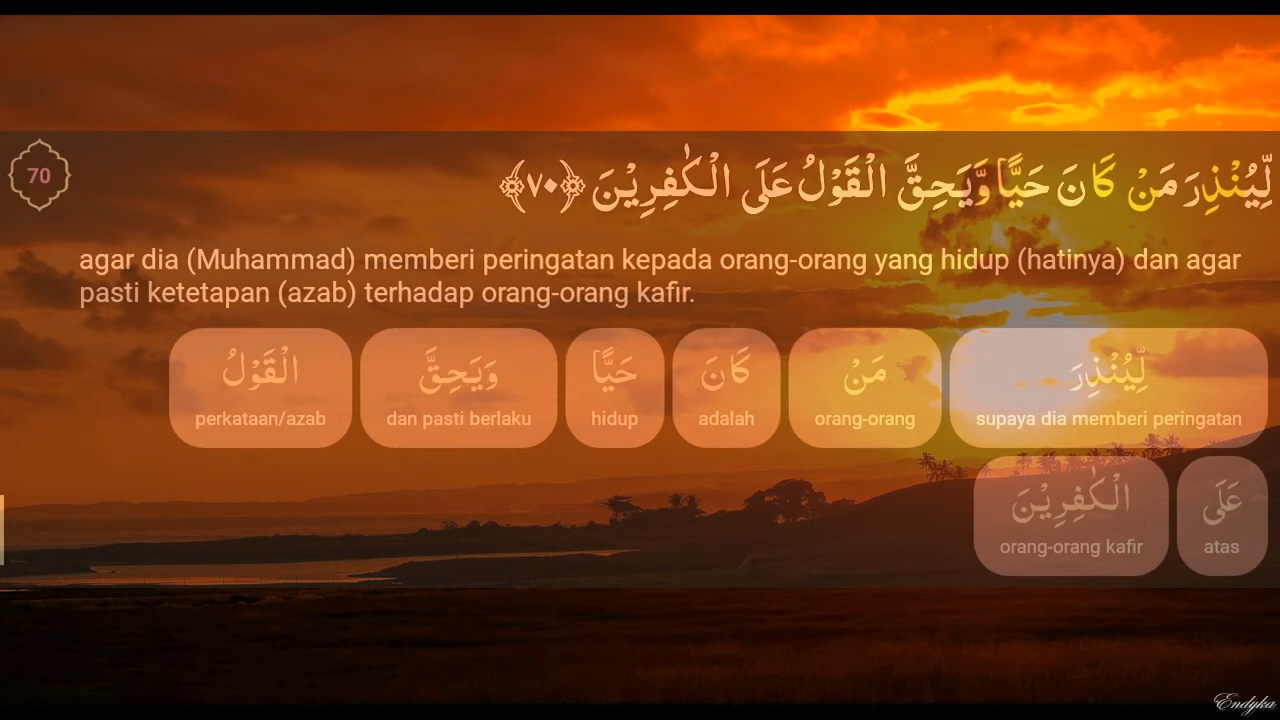 70
لِّيُنْذِرَ مَنْ كَانَ حَيًّا وَّيَحِقَّ الْقَوْلُ عَلَى الْكٰفِرِيْنَ ﴿٧٠﴾
agar dia (Muhammad) memberi peringatan kepada orang-orang yang hidup (hatinya) dan agar
pasti ketetapan (azab) terhadap orang-orang kafir.
لِّيُنْذِرَ مَنْ كَانَ حَيًّا وَيَحِقَّ الْقَوْلُ
supaya dia memberi peringatan orang-orang adalah hidup dan pasti berlaku perkataan/azab
عَلَى الْكٰفِرِيْنَ
atas orang-orang kafir
Endyka